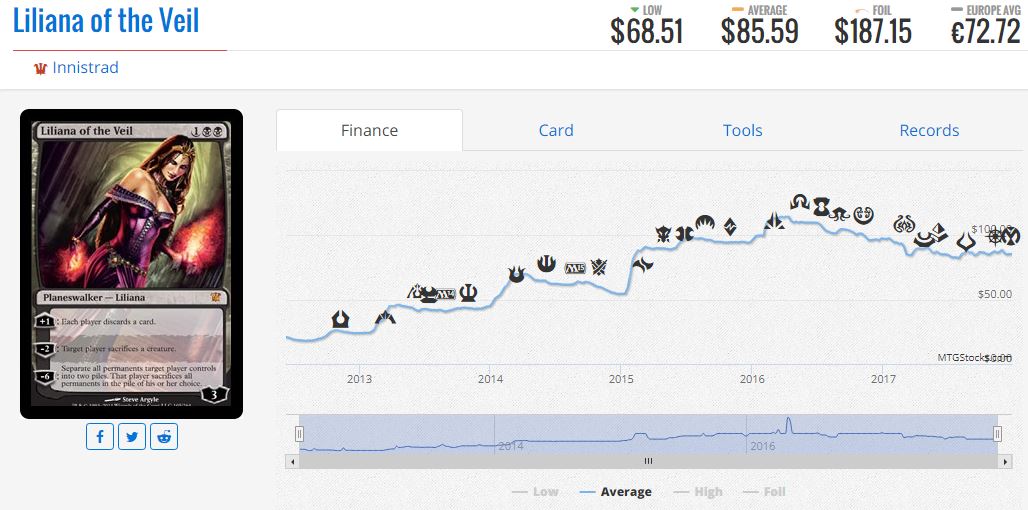 Liliana of the Veil
LOW
$68.51
AVERAGE
$85.59
FOIL
$187.15
EUROPE AVG
€72.72
Innistrad
Liliana of the Veil 1
Planeswalker — Liliana
+1 : Each player discards a card.
-2 : Target player sacrifices a creature.
-6 : Separate all permanents target player controls
into two piles. That player sacrifices all
permanents in the pile of his or her choice.
Steve Argyle
3
Finance
Card
Tools
Records
M14
M15
$100.00
$50.00
$0.00
MTGStocks.com
2013
2014
2015
2016
2017
2014
2016
Low
Average
High
Foil